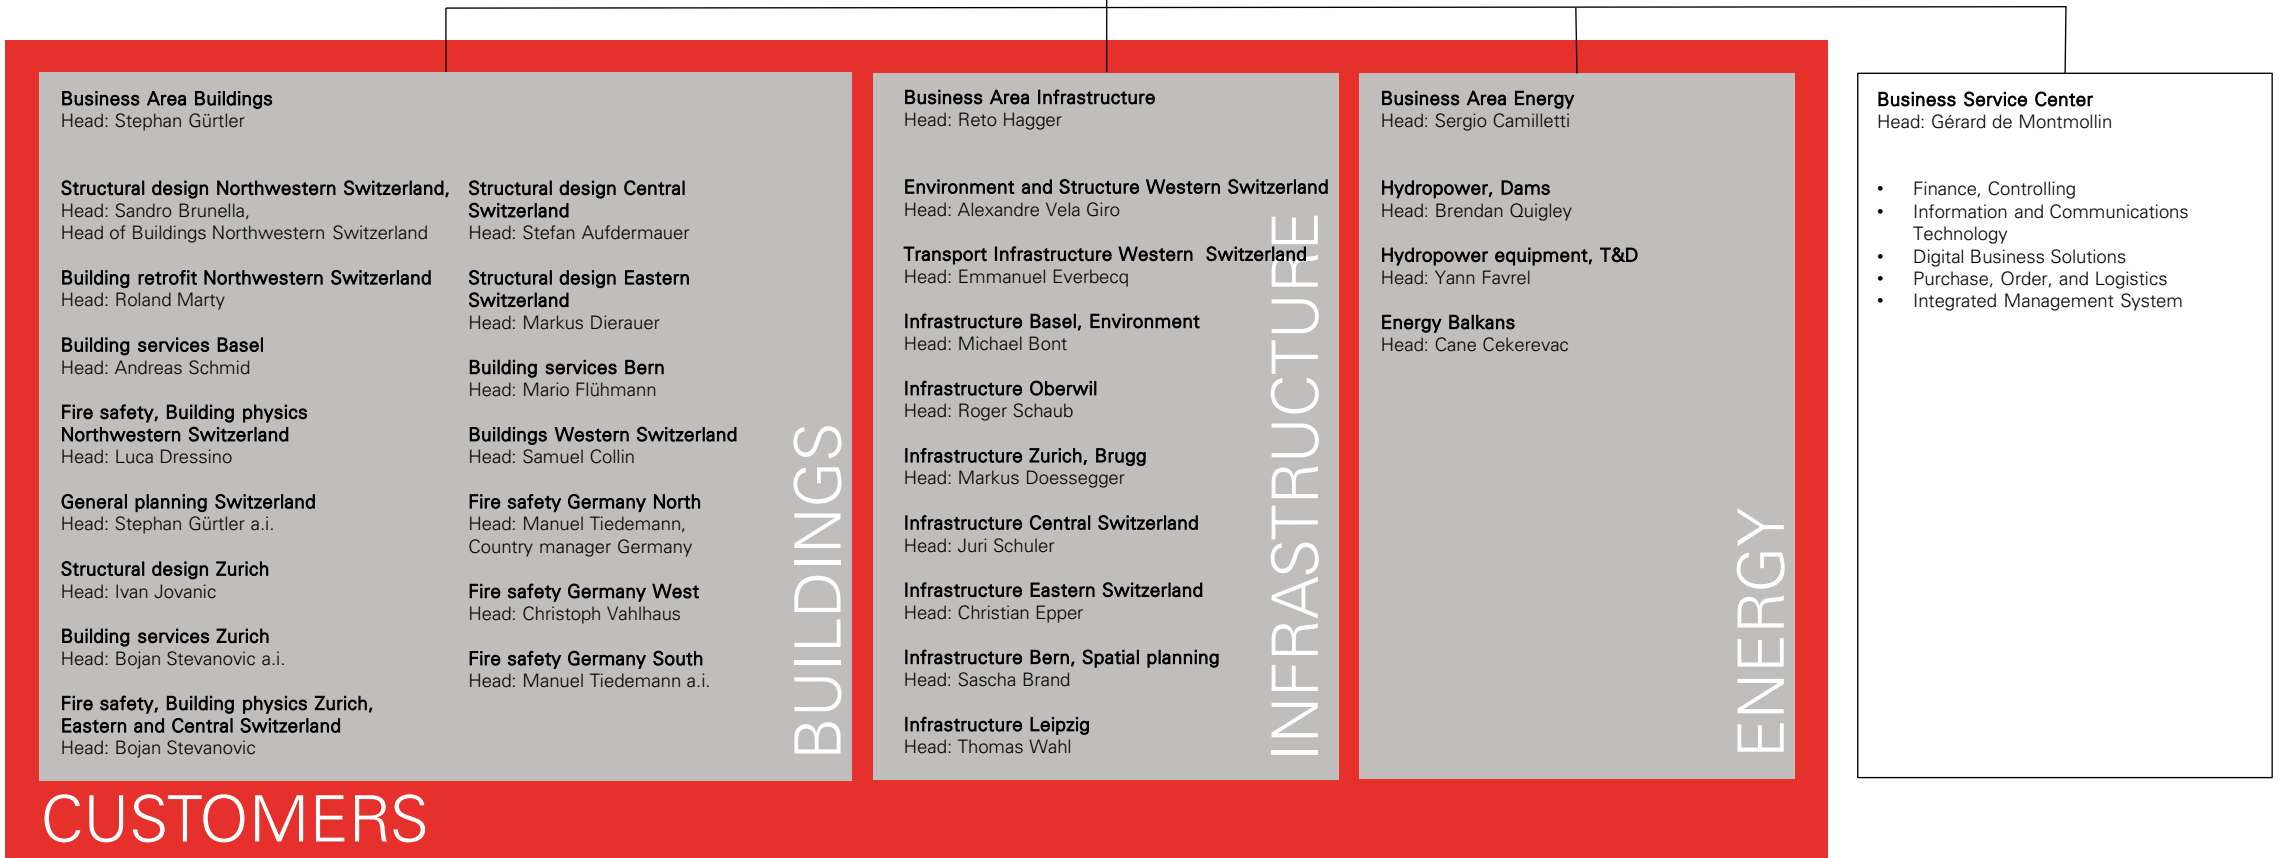 Business Area Buildings
Head: Stephan Gürtler
Structural design Northwestern Switzerland,
Head: Sandro Brunella,
Head of Buildings Northwestern Switzerland
Building retrofit Northwestern Switzerland
Head: Roland Marty
Building services Basel
Head: Andreas Schmid
Fire safety, Building physics
Northwestern Switzerland
Head: Luca Dressino
General planning Switzerland
Head: Stephan Gürtler a.i.
Structural design Zurich
Head: Ivan Jovanic
Building services Zurich
Head: Bojan Stevanovic a.i.
Fire safety, Building physics Zurich,
Eastern and Central Switzerland
Head: Bojan Stevanovic
Structural design Central
Switzerland
Head: Stefan Aufdermauer
Structural design Eastern
Switzerland
Head: Markus Dierauer
Building services Bern
Head: Mario Flühmann
Buildings Western Switzerland
Head: Samuel Collin
Fire safety Germany North
Head: Manuel Tiedemann,
Country manager Germany
Fire safety Germany West
Head: Christoph Vahlhaus
Fire safety Germany South
Head: Manuel Tiedemann a.i.
BUILDINGS
Business Area Infrastructure
Head: Reto Hagger
Environment and Structure Western Switzerland
Head: Alexandre Vela Giro
Transport Infrastructure Western Switzerland
Head: Emmanuel Everbecq
Infrastructure Basel, Environment
Head: Michael Bont
Infrastructure Oberwil
Head: Roger Schaub
Infrastructure Zurich, Brugg
Head: Markus Doessegger
Infrastructure Central Switzerland
Head: Juri Schuler
Infrastructure Eastern Switzerland
Head: Christian Epper
Infrastructure Bern, Spatial planning
Head: Sascha Brand
Infrastructure Leipzig
Head: Thomas Wahl
INFRASTRUCTURE
Business Area Energy
Head: Sergio Camilletti
Hydropower, Dams
Head: Brendan Quigley
Hydropower equipment, T&D
Head: Yann Favrel
Energy Balkans
Head: Cane Cekerevac
ENERGY
CUSTOMERS
Business Service Center
Head: Gérard de Montmollin
• Finance, Controlling
• Information and Communications
Technology
• Digital Business Solutions
• Purchase, Order, and Logistics
• Integrated Management System